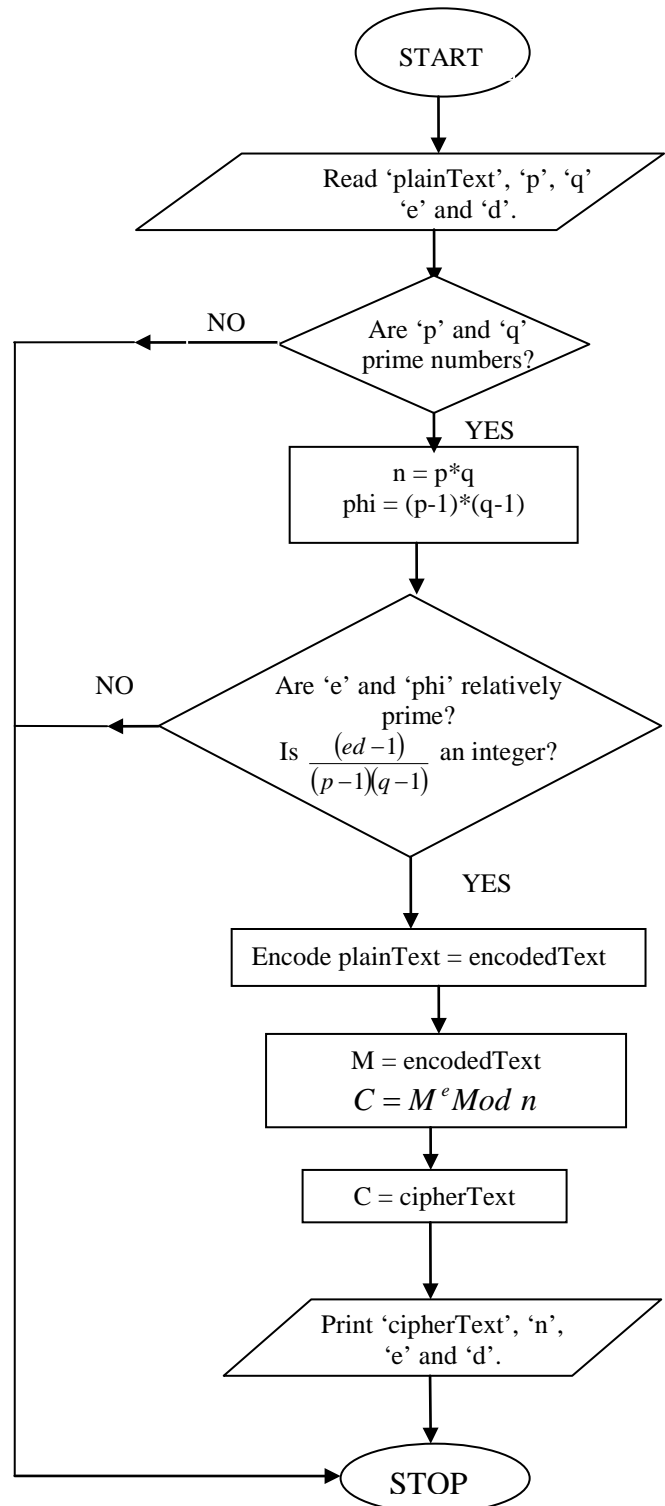 START
Read ‘plainText’, ‘p’, ‘q’
‘e’ and ‘d’.
NO
Are ‘p’ and ‘q’
prime numbers?
YES
n = p*q
phi = (p-1)*(q-1)
NO
Are ‘e’ and ‘phi’ relatively
prime?
Is (ed −1)/(p −1)(q −1) an integer?
YES
Encode plainText = encodedText
M = encodedText
C = M^e Mod n
C = cipherText
Print ‘cipherText’, ‘n’,
‘e’ and ‘d’.
STOP